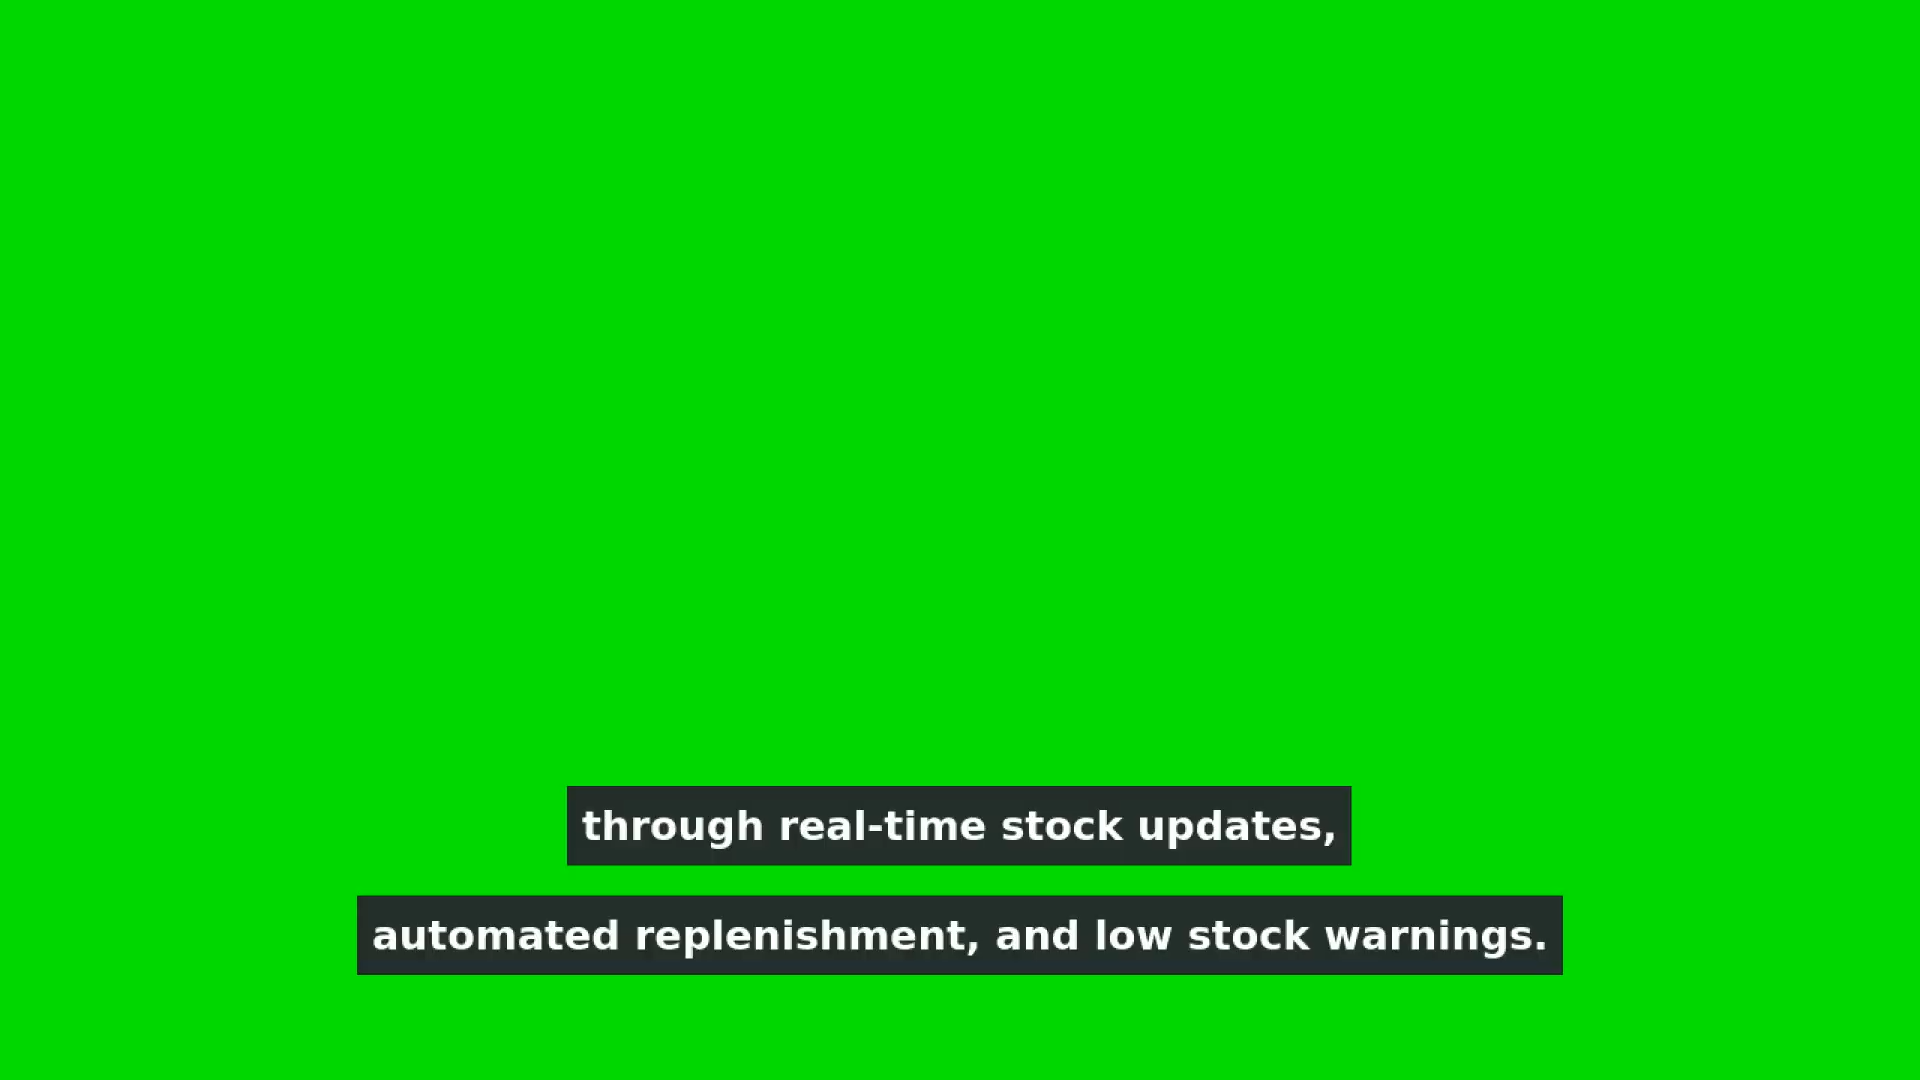 through real-time stock updates,
automated replenishment, and low stock warnings.